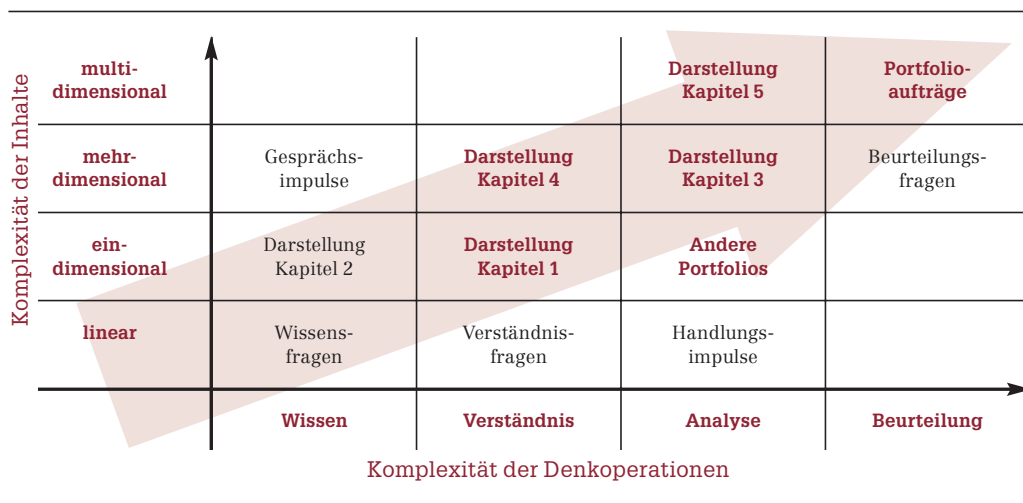 Komplexität der Inhalte
multi-
dimensional
Darstellung
Kapitel 5
Portfolio-
aufträge
mehr-
dimensional
Gesprächs-
impulse
Darstellung
Kapitel 4
Darstellung
Kapitel 3
Beurteilungs-
fragen
ein-
dimensional
Darstellung
Kapitel 2
Darstellung
Kapitel 1
Andere
Portfolios
linear
Wissens-
fragen
Verständnis-
fragen
Handlungs-
impulse
Wissen
Verständnis
Analyse
Beurteilung
Komplexität der Denkoperationen